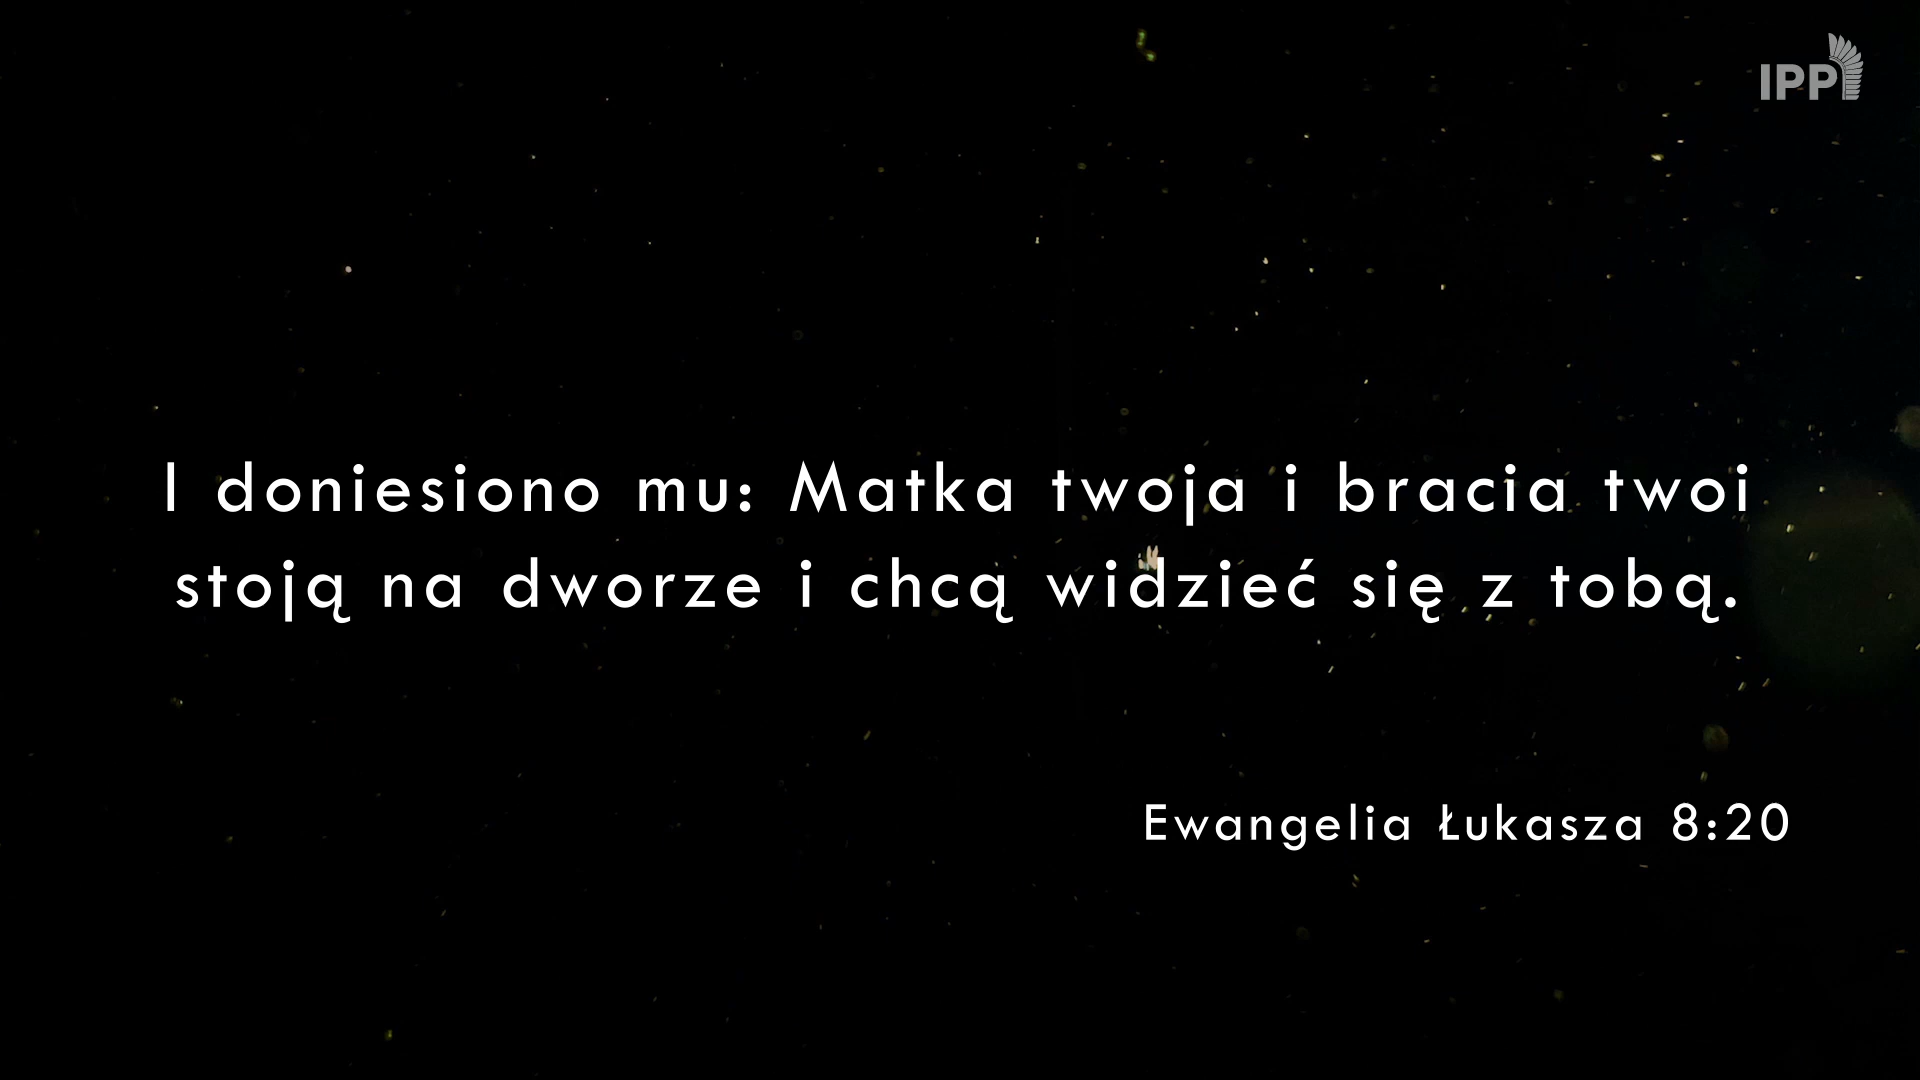 IPP
I doniesiono mu: Matka twoja i bracia twoi
stoją na dworze i chcą widzieć się z tobą.
Ewangelia Łukasza 8:20